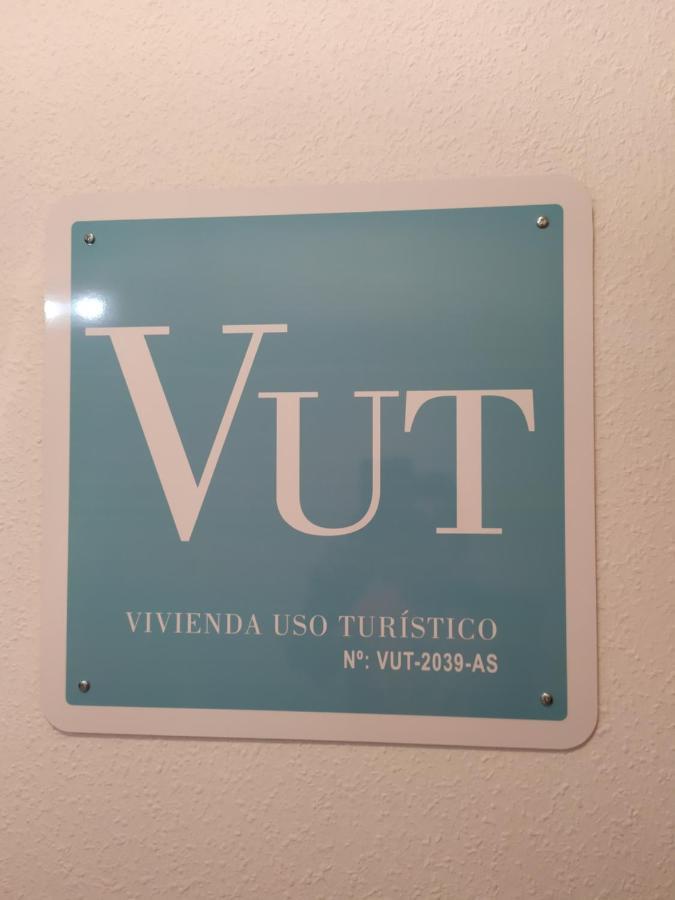 VUT
VIVIENDA USO TURÍSTICO
Nº: VUT-2039-AS